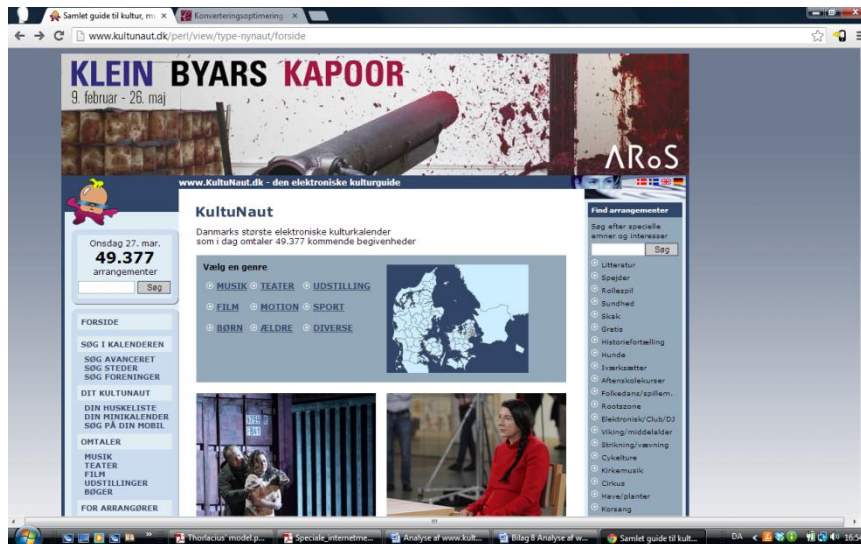 Samlet guide til kultur, m
Konverteringsoptimering
www.kultunaut.dk/perl/view/type-nynaut/forside
KLEIN BYARS KAPOOR
9. februar - 26. maj
ARoS
www.KultuNaut.dk - den elektroniske kulturguide
Onsdag 27. mar.
49.377
arrangementer
Søg
FORSIDE
SØG I KALENDEREN
SØG AVANCERET
SØG STEDER
SØG FORENINGER
DIT KULTUNAUT
DIN HUSKELISTE
DIN MINIKALENDER
SØG PÅ DIN MOBIL
OMTALER
MUSIK
TEATER
FILM
UDSTILLINGER
BØGER
FOR ARRANGØRER
KultuNaut
Danmarks største elektroniske kulturkalender
som i dag omtaler 49.377 kommende begivenheder
Vælg en genre
MUSIK TEATER UDSTILLING
FILM MOTION SPORT
BØRN ÆLDRE DIVERSE
Find arrangementer
Søg efter specielle
emner og interesser
Søg
Litteratur
Spejder
Rollespil
Sundhed
Skak
Gratis
Historiefortælling
Hunde
Iværksætter
Aftenskolekurser
Folkedans/spillem.
Rootszone
Elektronisk/Club/DJ
Viking/middelalder
Strikning/vævning
Cykelture
Kirkemusik
Cirkus
Have/planter
Korsang
Thorlacius' model.p...
Speciale_internetme...
Analyse af www.kult...
Bilag 8 Analyse af w...
Samlet guide til kult...
DA